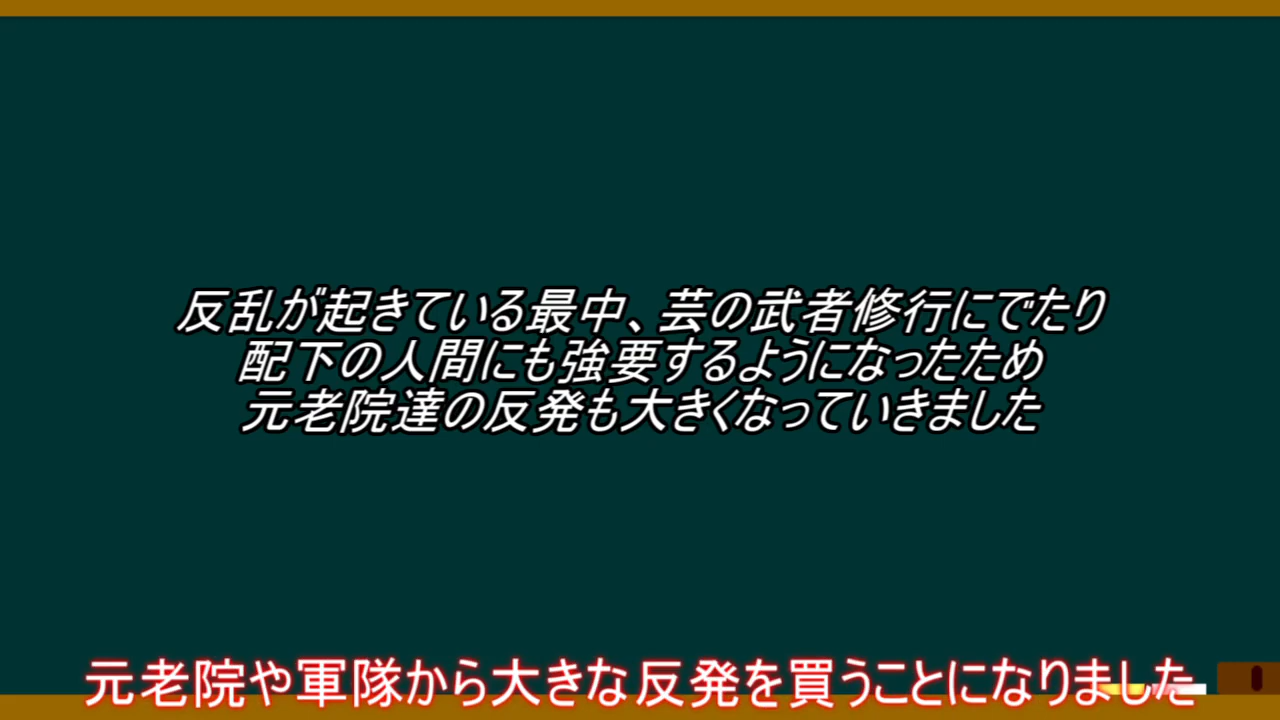 反乱が起きている最中、芸の武者修行にでたり
配下の人間にも強要するようになったため
元老院達の反発も大きくなっていきました
元老院や軍隊から大きな反発を買うことになりました